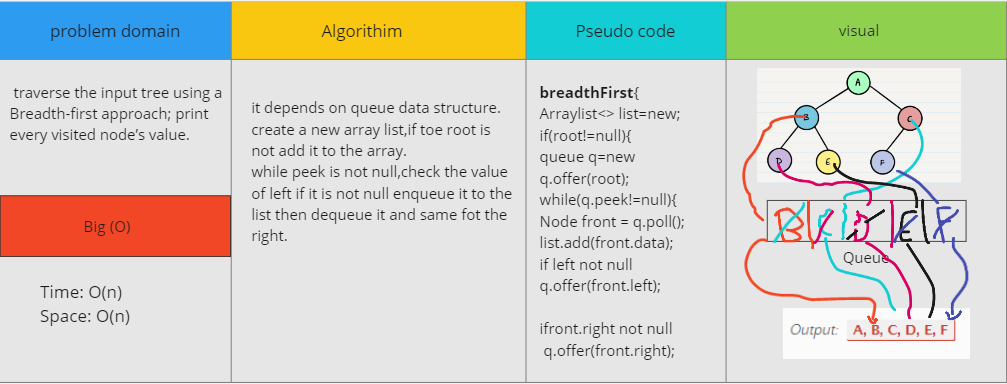 problem domain
Algorithim
Pseudo code
visual
traverse the input tree using a
Breadth-first approach; print
every visited node's value.
Big (O)
Time: O(n)
Space: O(n)
it depends on queue data structure.
create a new array list,if toe root is
not add it to the array.
while peek is not null,check the value
of left if it is not null enqueue it to the
list then dequeue it and same fot the
right.
breadthFirst{
Arraylist<> list=new;
if(root!=null){
queue q=new
q.offer(root);
while(q.peek!=null){
Node front = q.poll();
list.add(front.data);
if left not null
q.offer(front.left);
ifront.right not null
q.offer(front.right);
A
B
C
D
E
F
B C D E F
Queue
Output: A, B, C, D, E, F